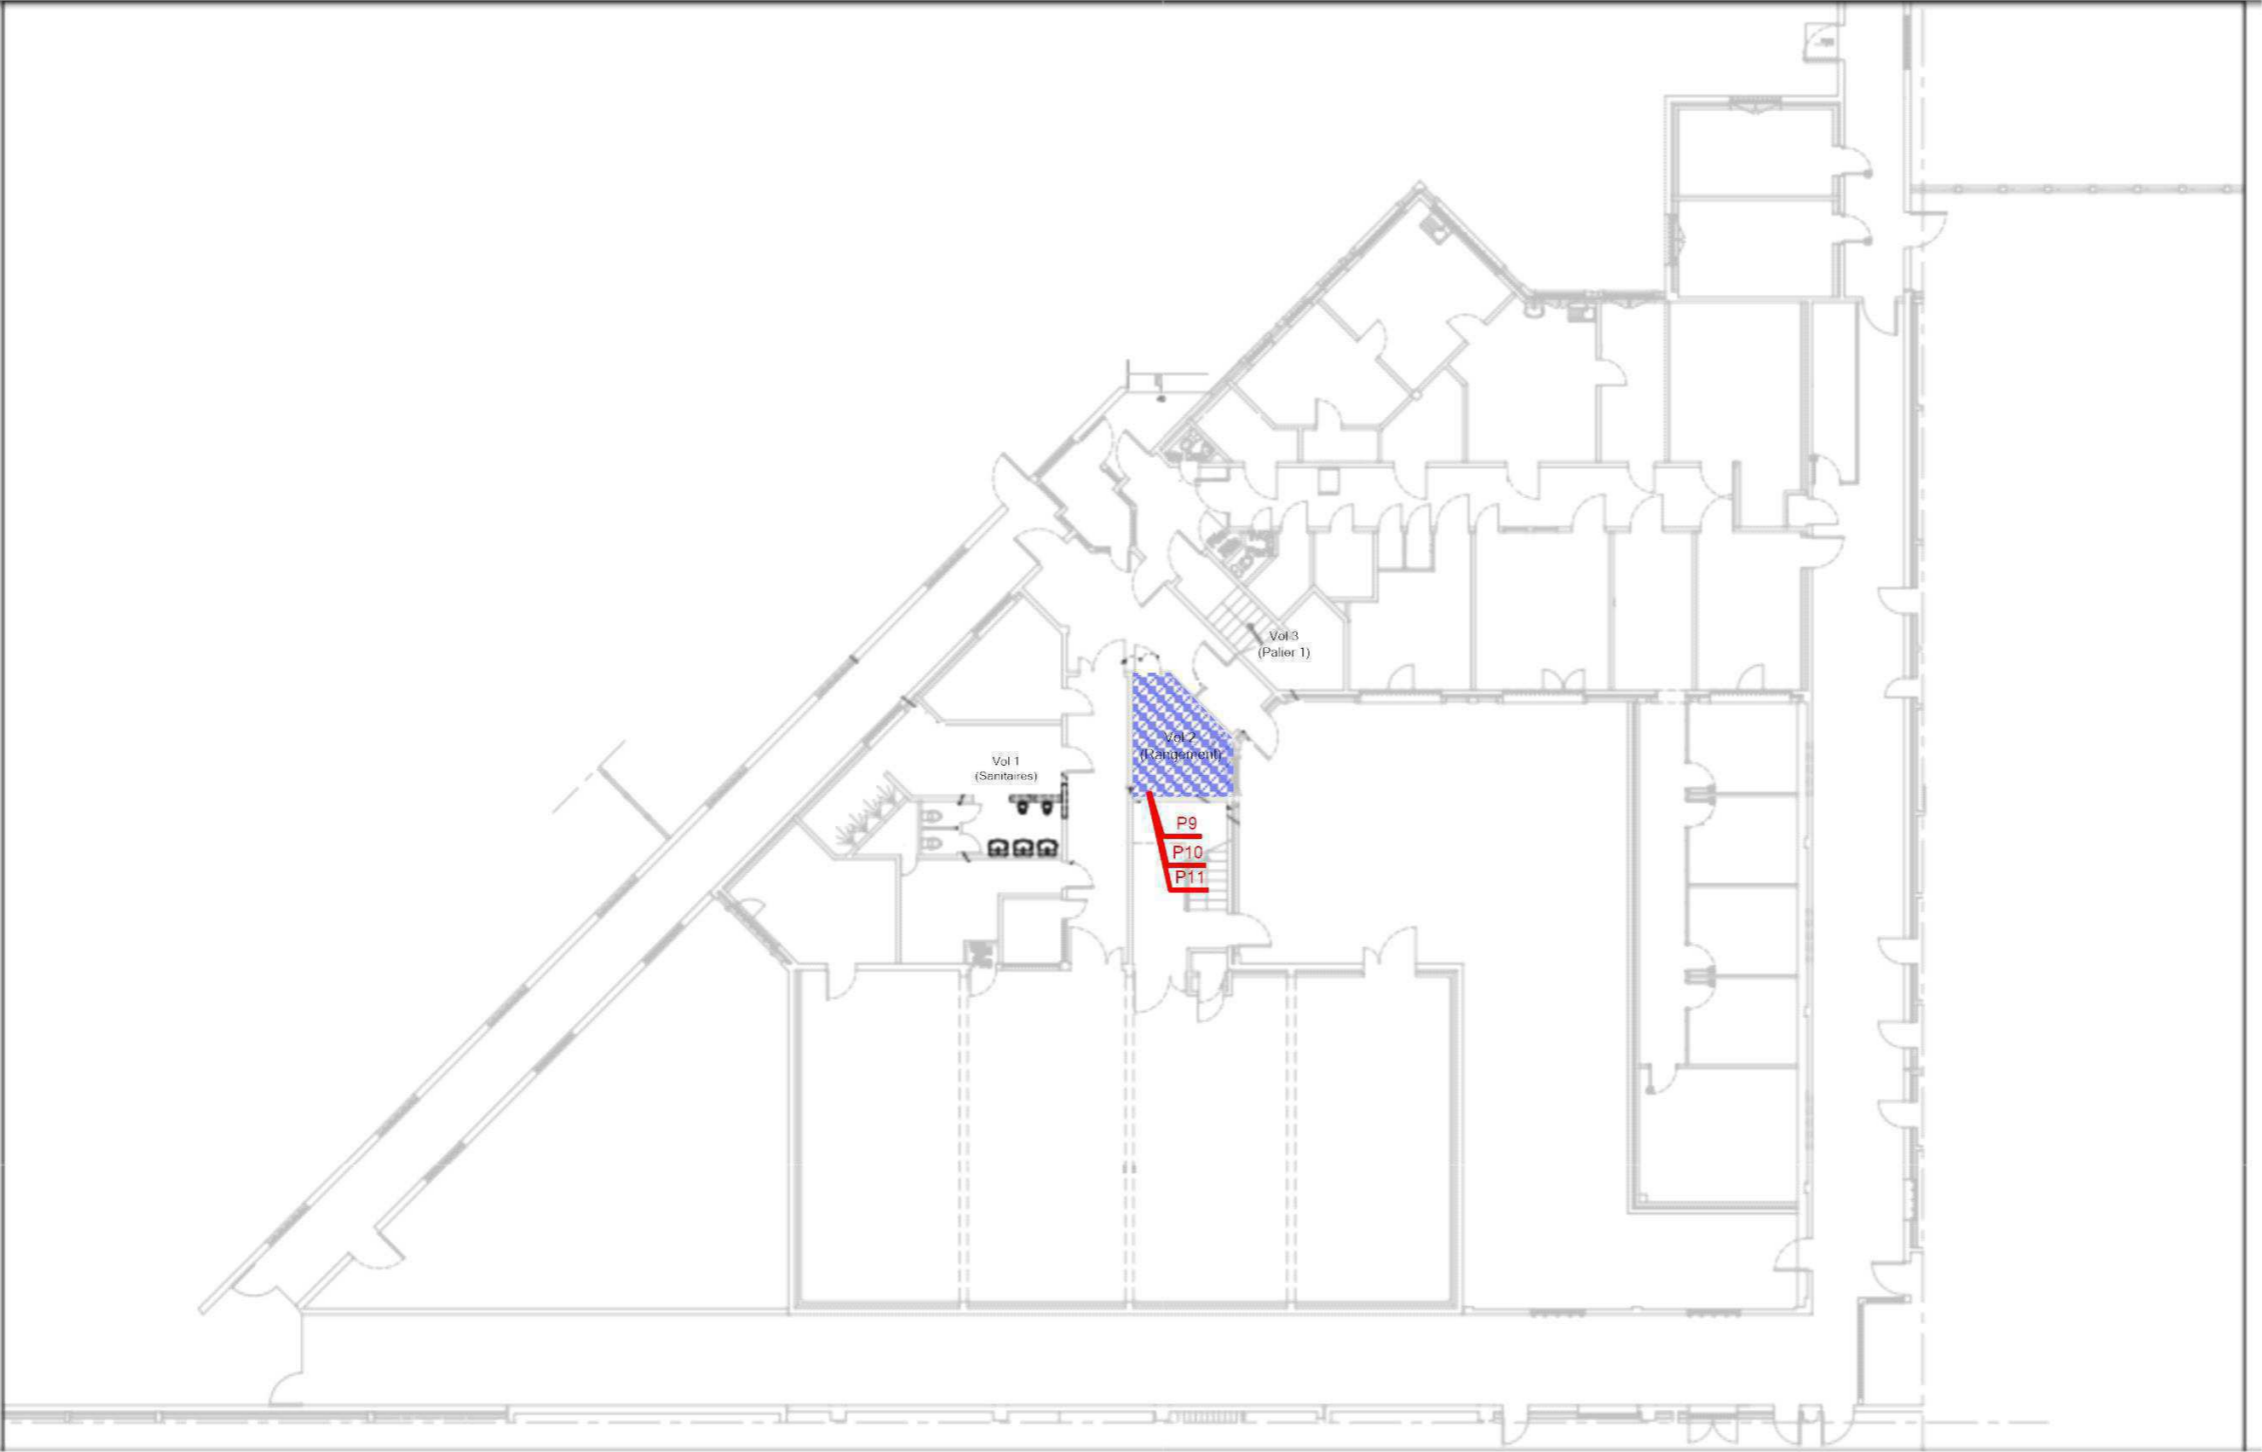 Vol 3
(Palier 1)
Vol 2
(Rangement)
Vol 1
(Sanitaires)
P9
P10
P11